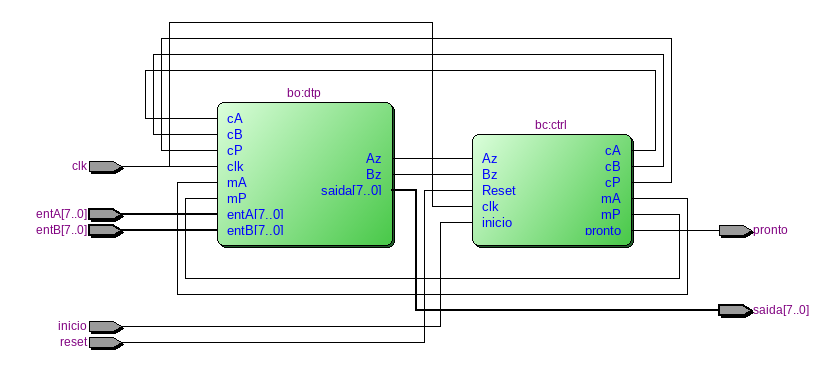 bo:dtp
bc:ctrl
cA
cB
cP
clk
mA
mP
entA[7..0]
entB[7..0]
Az
Bz
saida[7..0]
Az
Bz
Reset
clk
inicio
cA
cB
cP
mA
mP
pronto
clk
entA[7..0]
entB[7..0]
inicio
reset
pronto
saida[7..0]